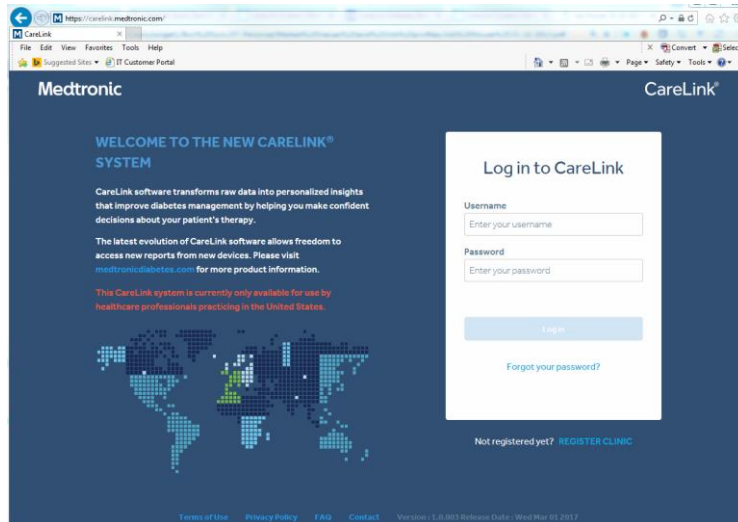 https://carelink.medtronic.com/
CareLink
File Edit View Favorites Tools Help
Convert Selec
Suggested Sites IT Customer Portal
Page Safety Tools
Medtronic
CareLink®
WELCOME TO THE NEW CARELINK®
SYSTEM
CareLink software transforms raw data into personalized insights
that improve diabetes management by helping you make confident
decisions about your patient's therapy.
The latest evolution of CareLink software allows freedom to
access new reports from new devices. Please visit
medtronicdiabetes.com for more product information.
This CareLink system is currently only available for use by
healthcare professionals practicing in the United States.
Log in to CareLink
Username
Enter your username
Password
Enter your password
Login
Forgot your password?
Not registered yet? REGISTER CLINIC
Terms of Use Privacy Policy FAQ Contact Version : 1.0.003 Release Date : Wed Mar 01 2017